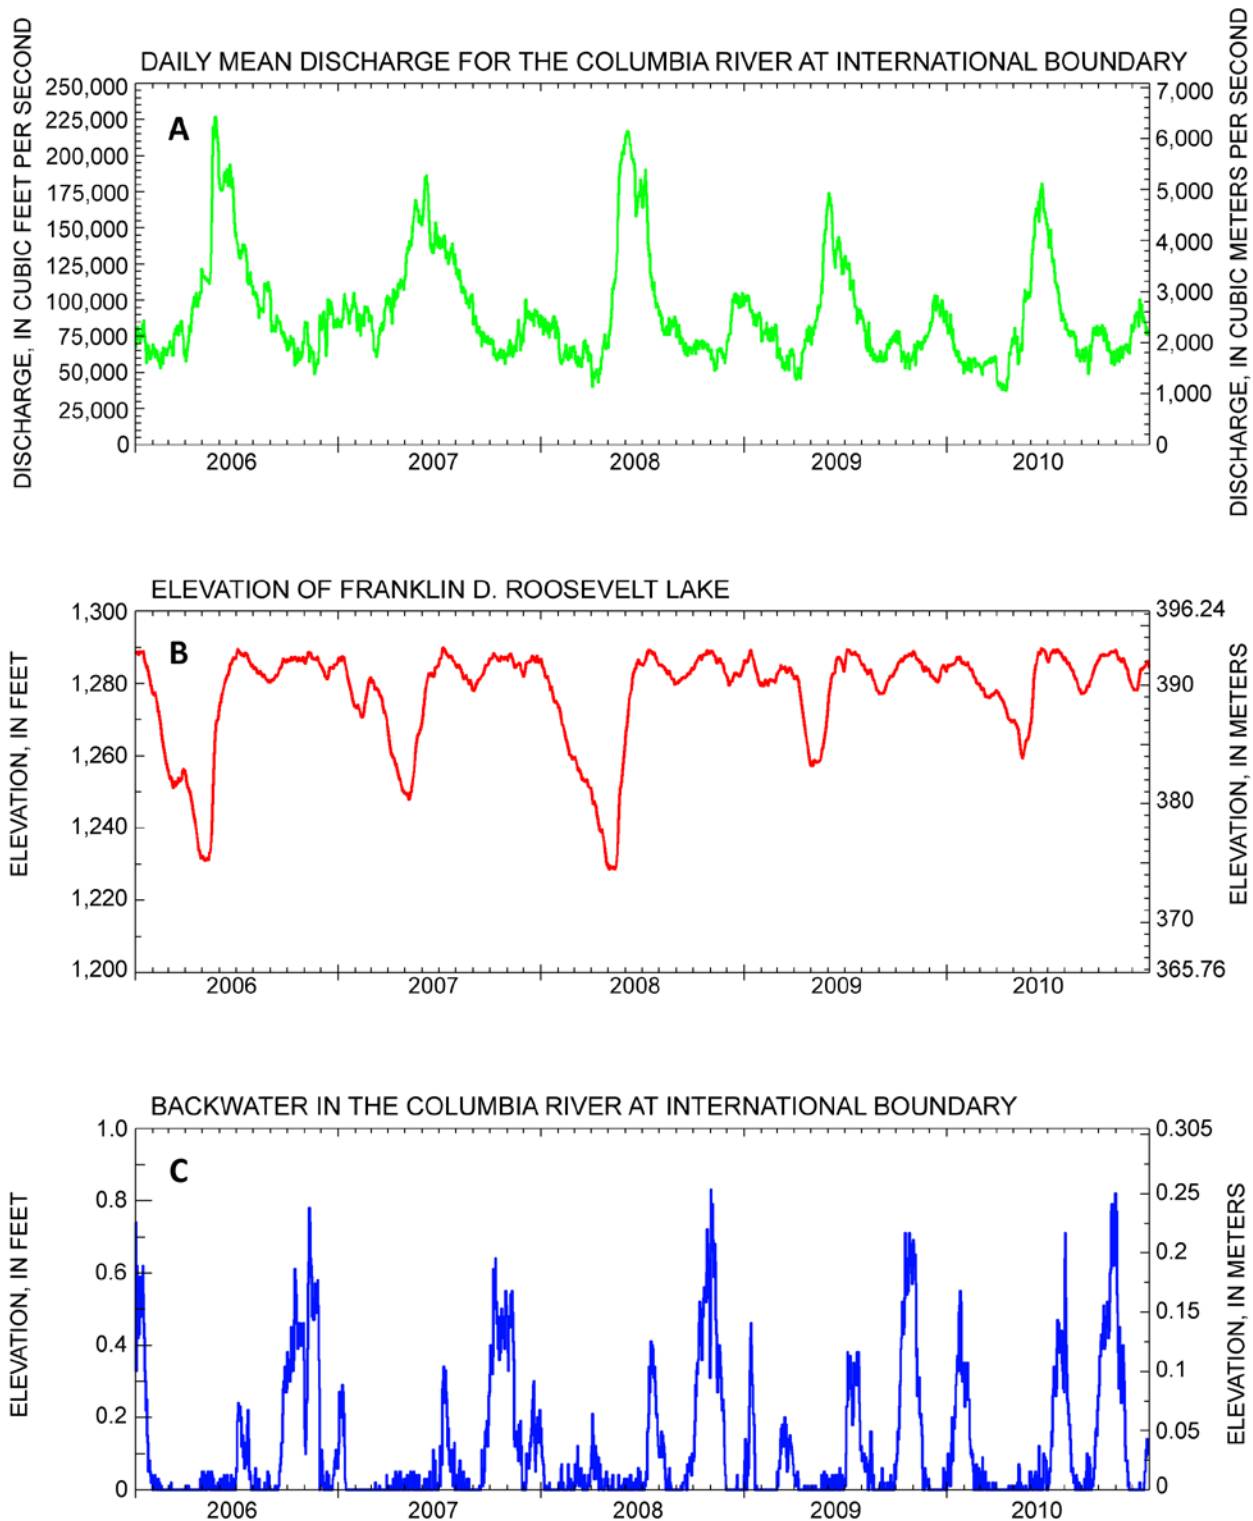 DAILY MEAN DISCHARGE FOR THE COLUMBIA RIVER AT INTERNATIONAL BOUNDARY
A
DISCHARGE, IN CUBIC FEET PER SECOND
250,000
225,000
200,000
175,000
150,000
125,000
100,000
75,000
50,000
25,000
0
7,000
6,000
5,000
4,000
3,000
2,000
1,000
0
DISCHARGE, IN CUBIC METERS PER SECOND
2006 2007 2008 2009 2010
ELEVATION OF FRANKLIN D. ROOSEVELT LAKE
B
ELEVATION, IN FEET
1,300
1,280
1,260
1,240
1,220
1,200
396.24
390
380
370
365.76
ELEVATION, IN METERS
2006 2007 2008 2009 2010
BACKWATER IN THE COLUMBIA RIVER AT INTERNATIONAL BOUNDARY
C
ELEVATION, IN FEET
1.0
0.8
0.6
0.4
0.2
0
0.305
0.25
0.2
0.15
0.1
0.05
0
ELEVATION, IN METERS
2006 2007 2008 2009 2010